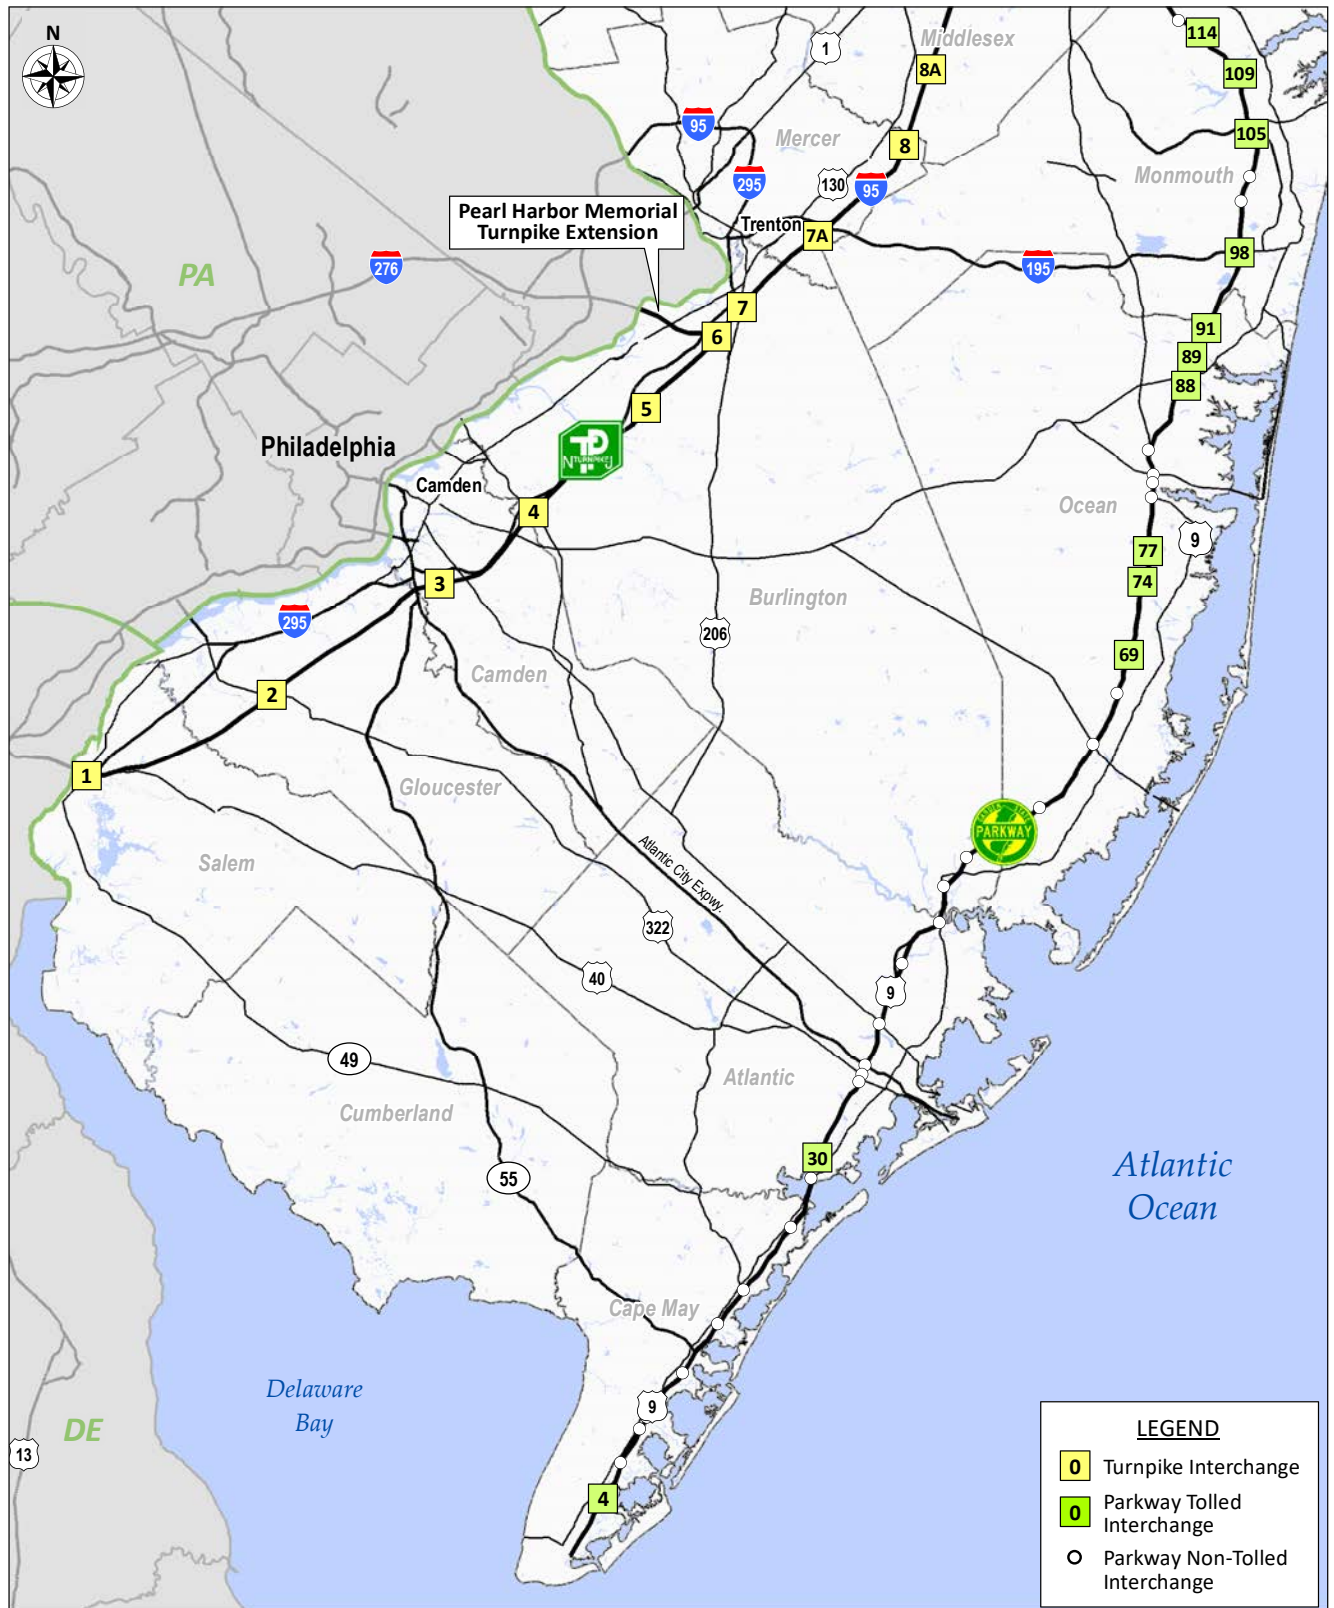 N
114
Middlesex
1
8A
109
95
105
Mercer
8
Monmouth
295
130
95
Pearl Harbor Memorial
Turnpike Extension
Trenton
7A
98
PA
276
195
7
91
6
89
88
5
TP
N TURNPIKE J
Philadelphia
Camden
4
Ocean
9
77
3
74
Burlington
295
206
69
Camden
2
1
Gloucester
GARDEN STATE
PARKWAY
Salem
Atlantic City Expwy.
322
40
9
49
Atlantic
Cumberland
30
55
Atlantic
Ocean
Cape May
Delaware
Bay
9
DE
13
4
LEGEND
0 Turnpike Interchange
0 Parkway Tolled
Interchange
Parkway Non-Tolled
Interchange